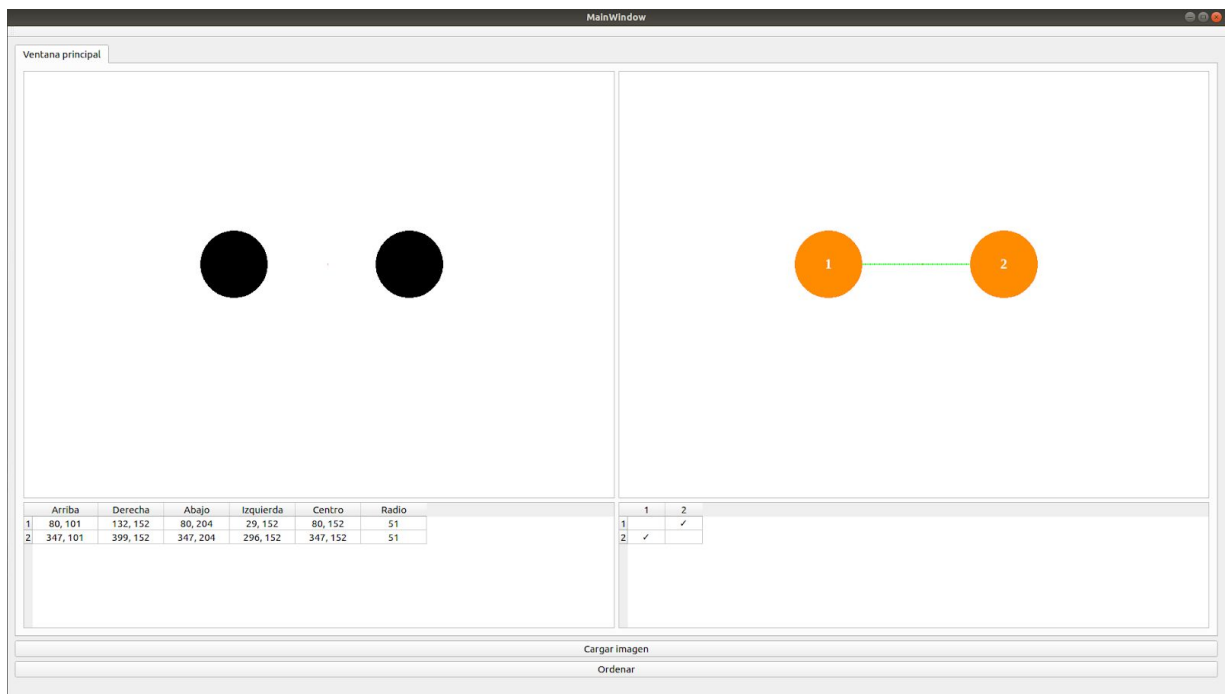 MainWindow
Ventana principal
1 2
Arriba Derecha Abajo Izquierda Centro Radio
1 80, 101 132, 152 80, 204 29, 152 80, 152 51
2 347, 101 399, 152 347, 204 296, 152 347, 152 51
1 2
1 ✓
2 ✓
Cargar imagen
Ordenar